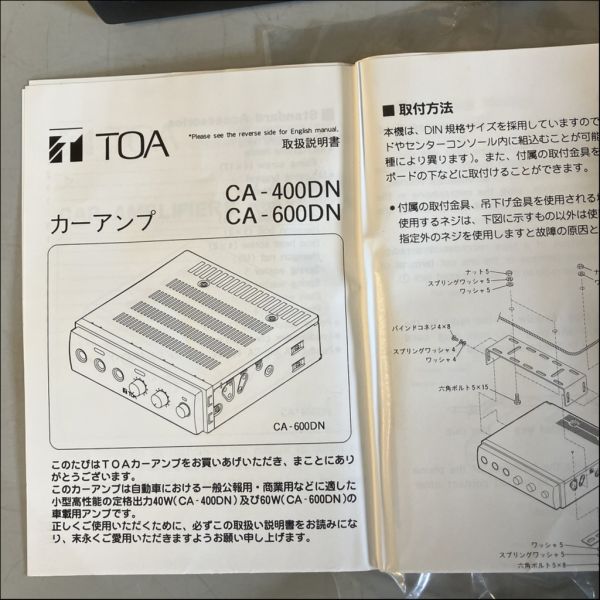 TOA
*Please see the reverse side for English manual.
取扱説明書
CA-400DN
カーアンプ
CA-600DN
CA-600DN
このたびはTOAカーアンプをお買いあげいただき、まことにあり
がとうございます。
このカーアンプは自動車における一般公報用・商業用などに適した
小型高性能の定格出力40W(CA-400DN)及び60W(CA-600DN)の
車載用アンプです。
正しくご使用いただくために、必ずこの取扱い説明書をお読みにな
り、末永くご愛用いただきますようお願い申し上げます。
■ 取付方法
本機は、DIN規格サイズを採用していますので
ドやセンターコンソール内に組込むことが可能
種により異ります)。また、付属の取付金具を
ボードの下などに取付けることができます。
● 付属の取付金具、吊下げ金具を使用される
使用するネジは、下図に示すもの以外は使
指定外のネジを使用しますと故障の原因と
ナット5
スプリングワッシャ5
ワッシャ5
バインドコネジ4×8
スプリングワッシャ4
ワッシャ4
六角ボルト5×15
ワッシャ5
スプリングワッシャ5
六角ボルト5×8